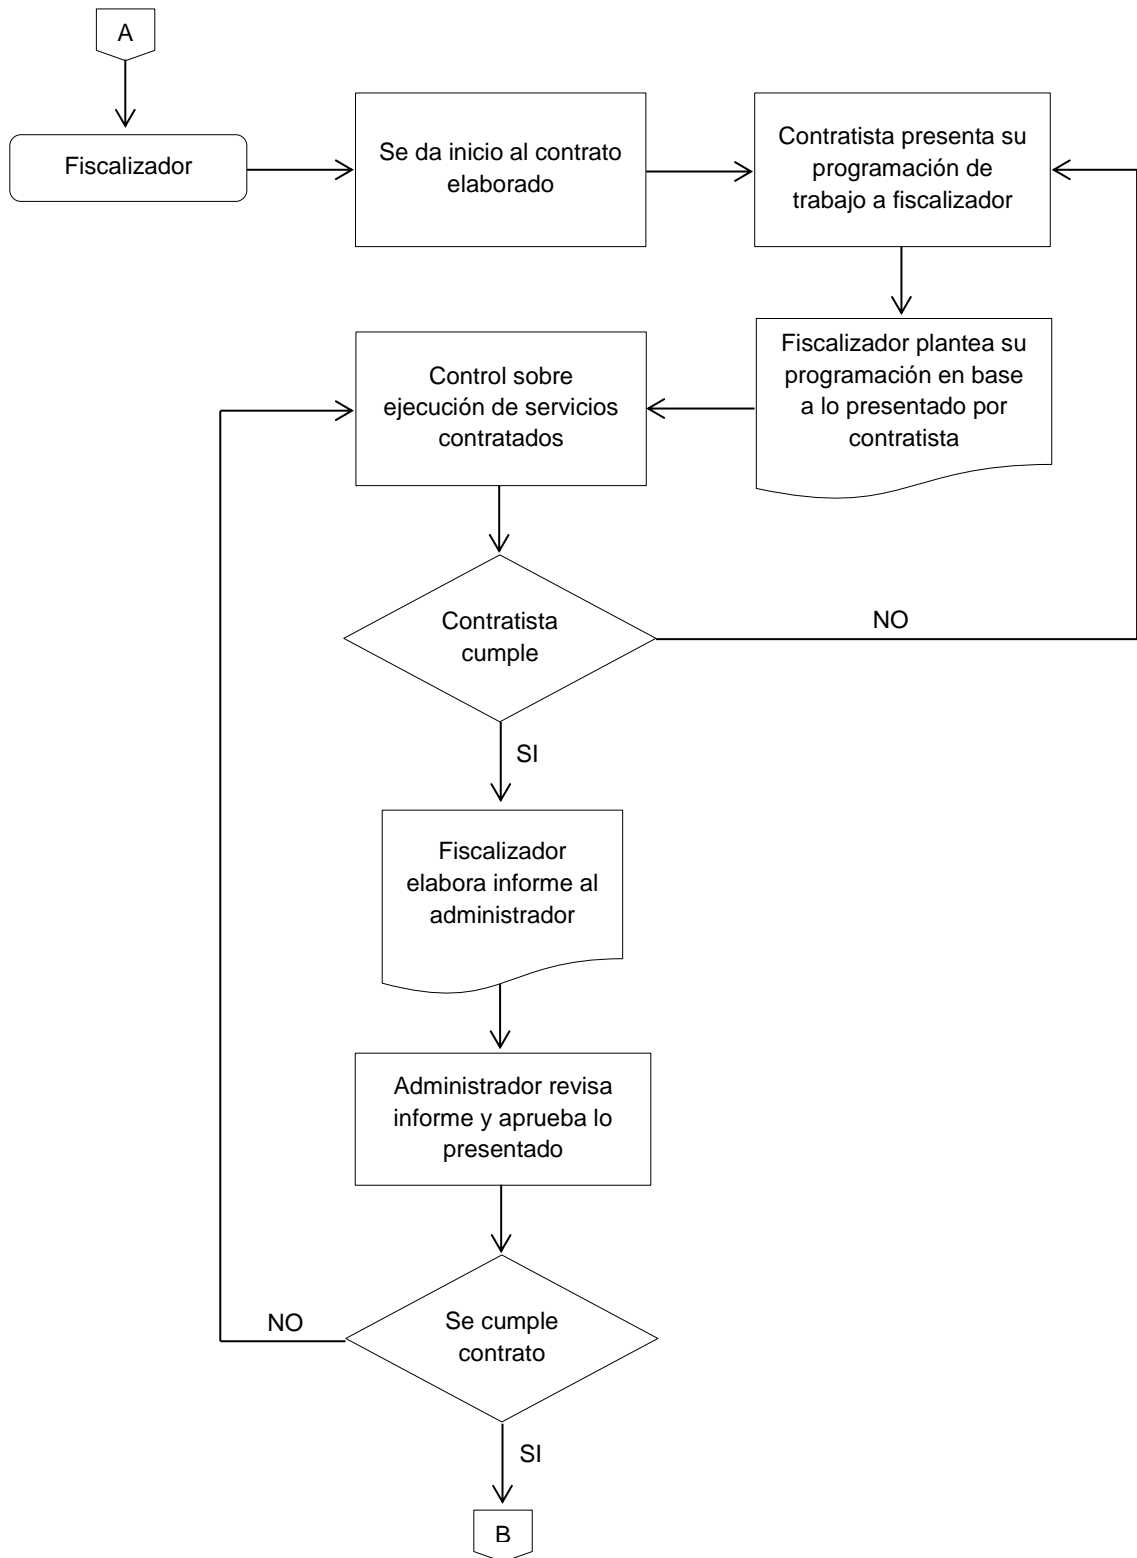 A
Fiscalizador
Se da inicio al contrato
elaborado
Contratista presenta su
programación de
trabajo a fiscalizador
Fiscalizador plantea su
programación en base
a lo presentado por
contratista
Control sobre
ejecución de servicios
contratados
Contratista
cumple
NO
SI
Fiscalizador
elabora informe al
administrador
Administrador revisa
informe y aprueba lo
presentado
Se cumple
contrato
NO
SI
B